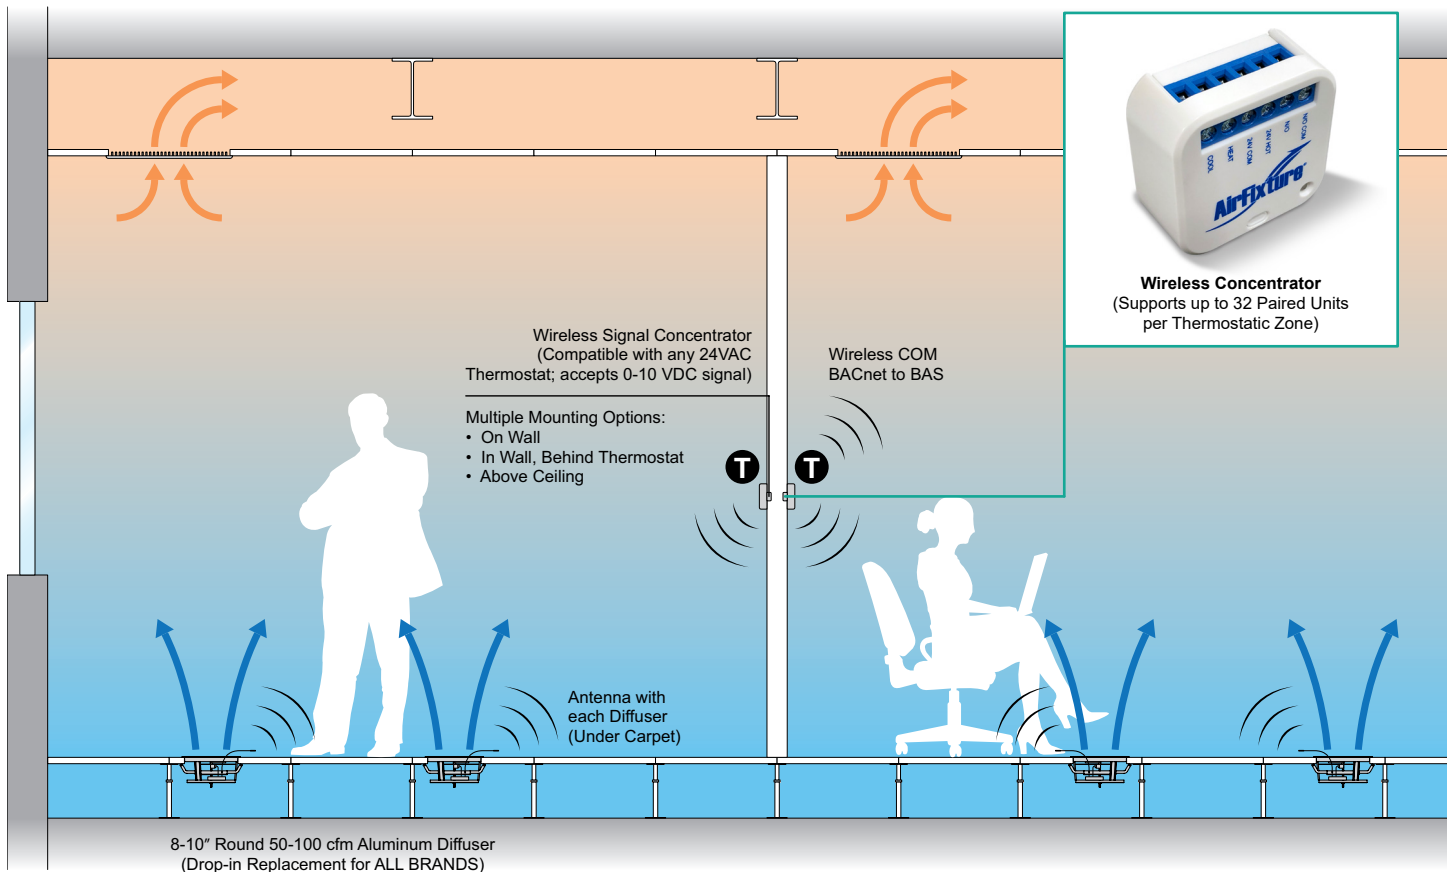 COOL
HEAT
24V COM
24V HOT
N/O
N/O COM
AirFixture
Wireless Concentrator
(Supports up to 32 Paired Units
per Thermostatic Zone)
Wireless Signal Concentrator
(Compatible with any 24VAC
Thermostat; accepts 0-10 VDC signal)
Multiple Mounting Options:
• On Wall
• In Wall, Behind Thermostat
• Above Ceiling
Wireless COM
BACnet to BAS
T
T
Antenna with
each Diffuser
(Under Carpet)
8-10″ Round 50-100 cfm Aluminum Diffuser
(Drop-in Replacement for ALL BRANDS)